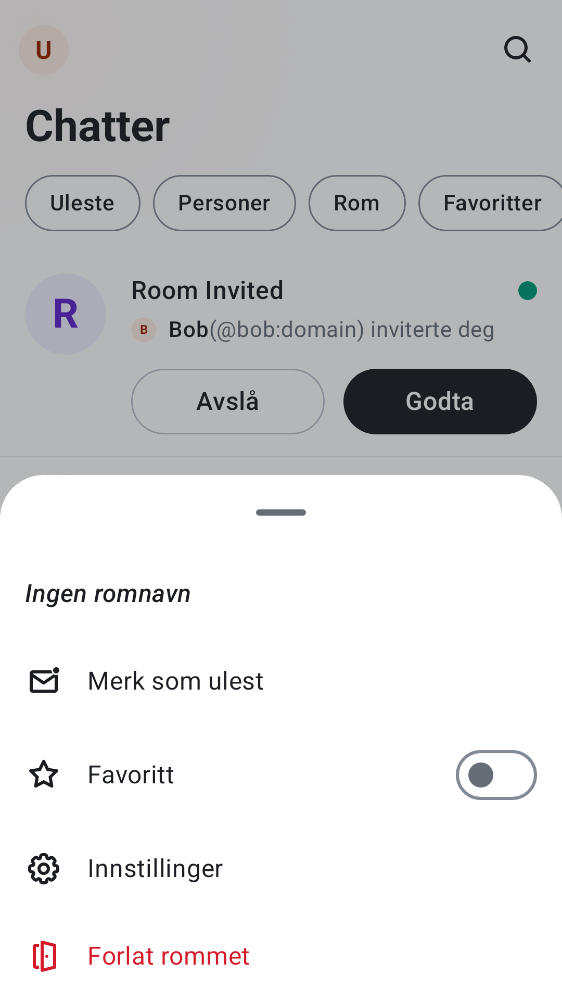 U
Chatter
Uleste Personer Rom Favoritter
R
Room Invited
B Bob(@bob:domain) inviterte deg
Avslå Godta
Ingen romnavn
Merk som ulest
Favoritt
Innstillinger
Forlat rommet